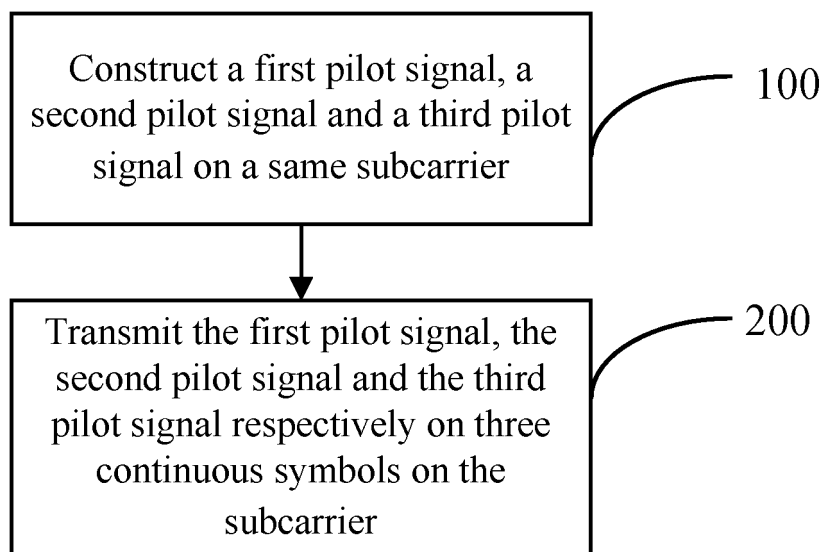 Construct a first pilot signal, a
second pilot signal and a third pilot
signal on a same subcarrier
100
Transmit the first pilot signal, the
second pilot signal and the third
pilot signal respectively on three
continuous symbols on the
subcarrier
200